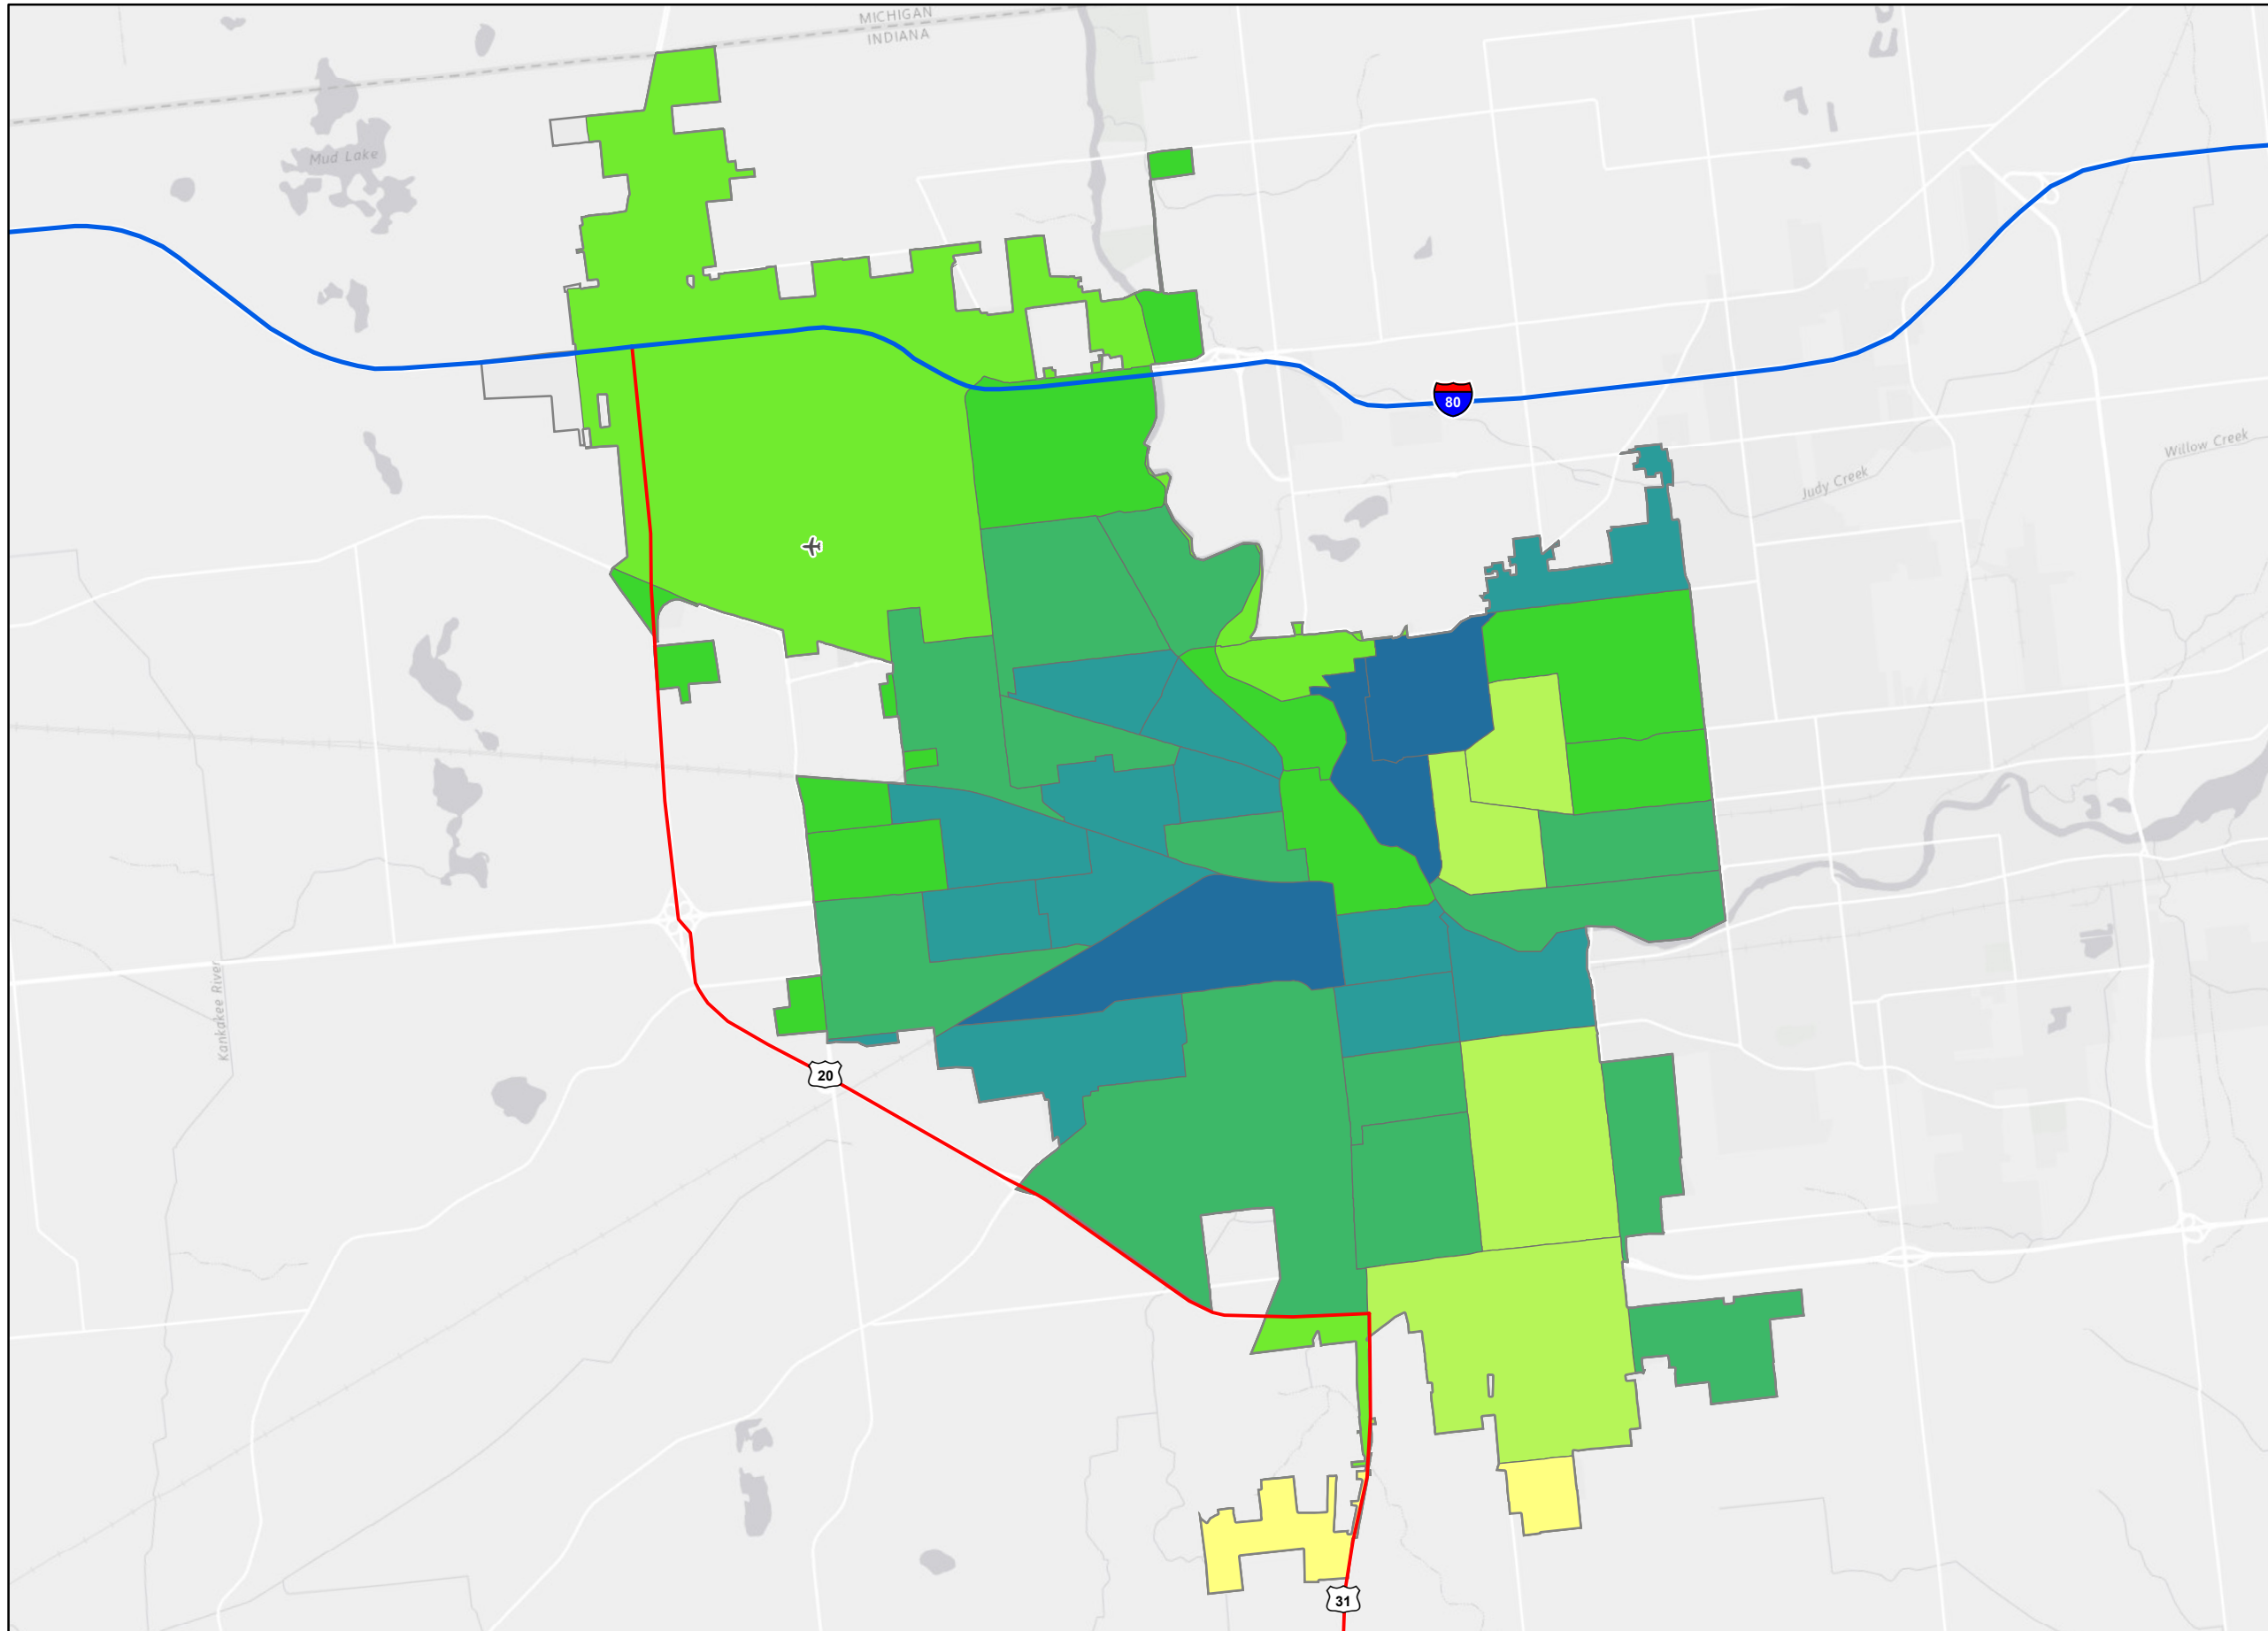 MICHIGAN
INDIANA
Mud Lake
80
Willow Creek
Judy Creek
Kankakee River
20
31